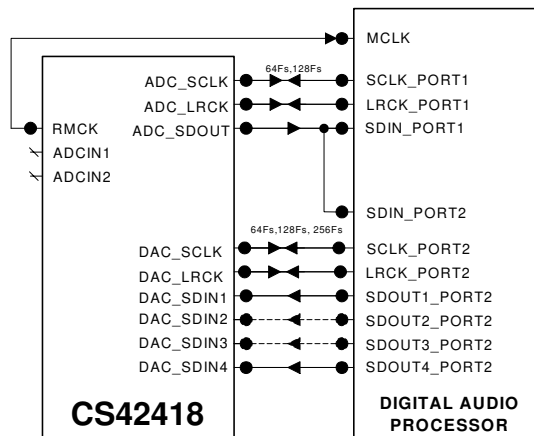 MCLK
64Fs,128Fs
ADC_SCLK
SCLK_PORT1
ADC_LRCK
LRCK_PORT1
RMCK
ADC_SDOUT
SDIN_PORT1
ADCIN1
ADCIN2
SDIN_PORT2
64Fs,128Fs, 256Fs
DAC_SCLK
SCLK_PORT2
DAC_LRCK
LRCK_PORT2
DAC_SDIN1
SDOUT1_PORT2
DAC_SDIN2
SDOUT2_PORT2
DAC_SDIN3
SDOUT3_PORT2
DAC_SDIN4
SDOUT4_PORT2
CS42418
DIGITAL AUDIO
PROCESSOR